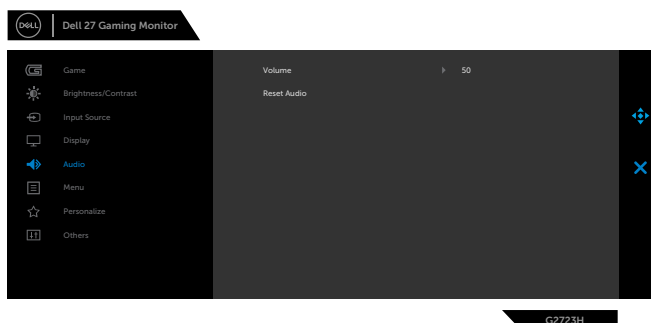 DELL
Dell 27 Gaming Monitor
Game
Volume
50
Brightness/Contrast
Reset Audio
Input Source
Display
Audio
Menu
Personalize
Others
G2723H